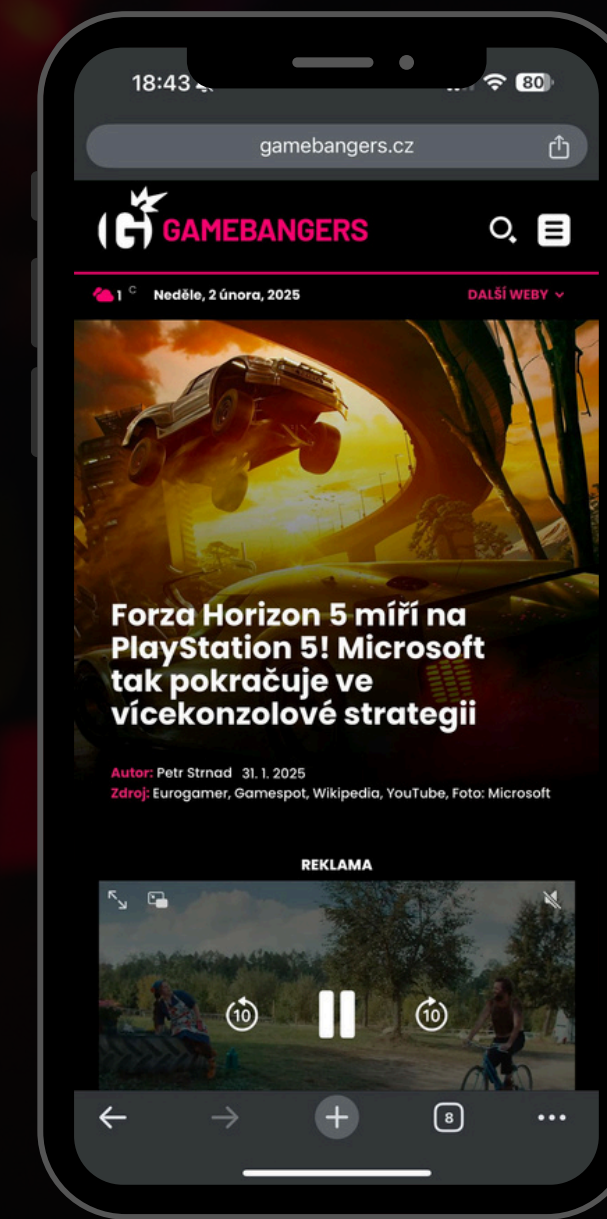 18:43
80
gamebangers.cz
G GAMEBANGERS
1 C Neděle, 2 února, 2025 DALŠÍ WEBY
Forza Horizon 5 míří na
PlayStation 5! Microsoft
tak pokračuje ve
vícekonzolové strategii
Autor: Petr Strnad 31. 1. 2025
Zdroj: Eurogamer, Gamespot, Wikipedia, YouTube, Foto: Microsoft
REKLAMA
10 10
8